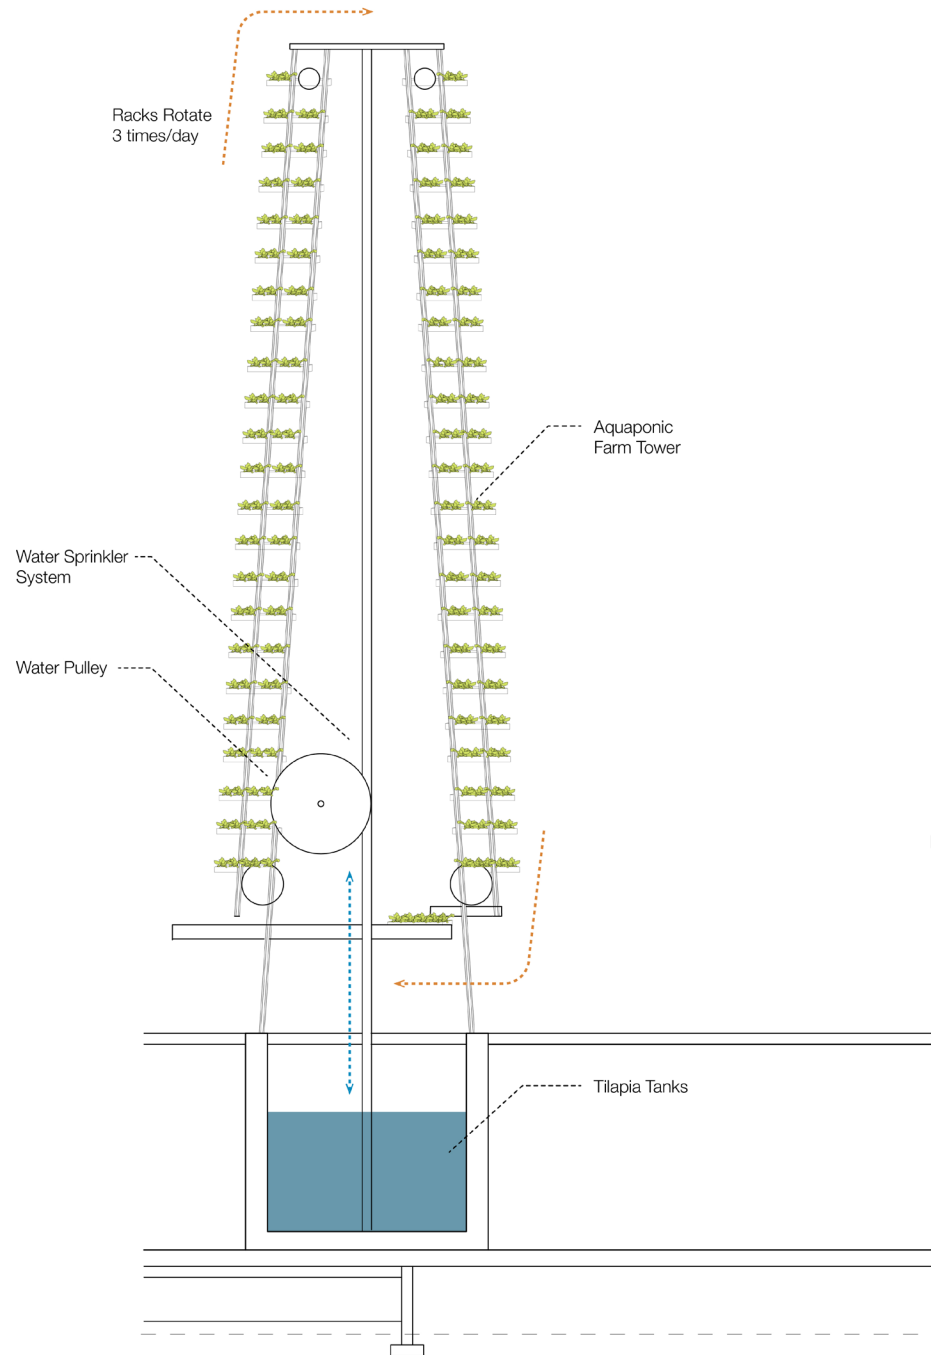 Racks Rotate
3 times/day
Aquaponic
Farm Tower
Water Sprinkler
System
Water Pulley
Tilapia Tanks